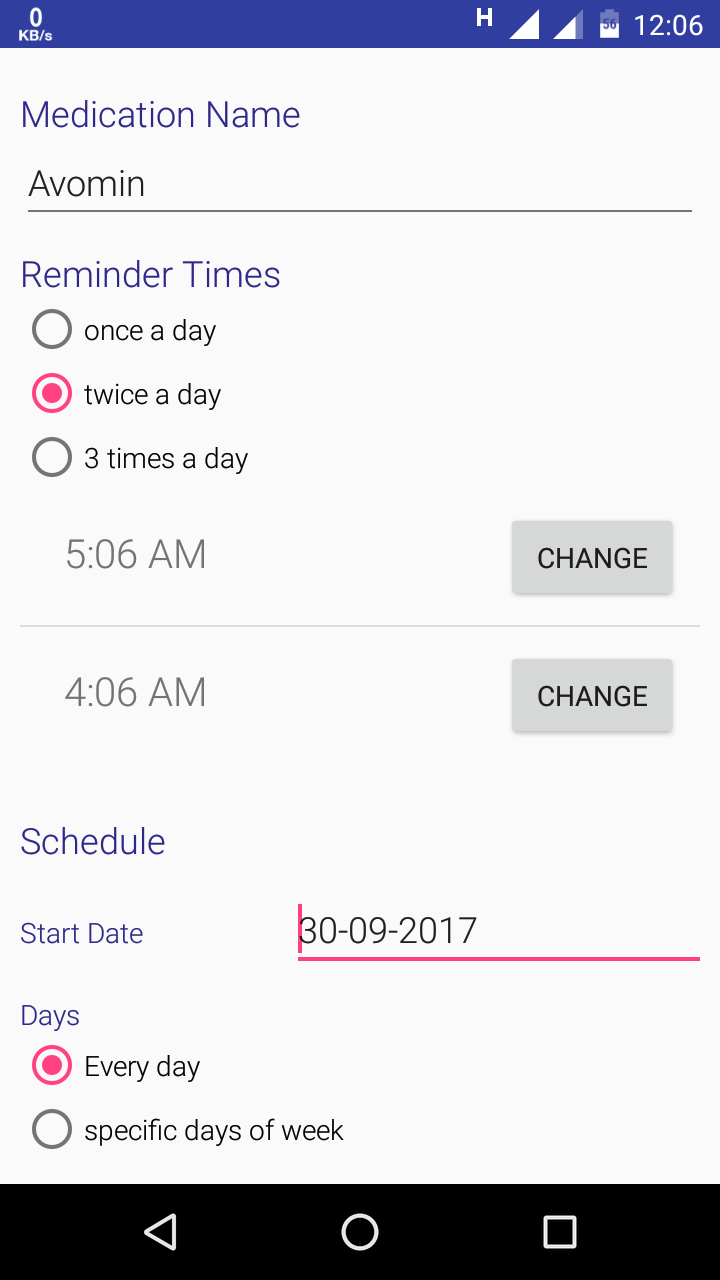 0
KB/s
H
56
12:06
Medication Name
Avomin
Reminder Times
once a day
twice a day
3 times a day
5:06 AM
CHANGE
4:06 AM
CHANGE
Schedule
Start Date
30-09-2017
Days
Every day
specific days of week